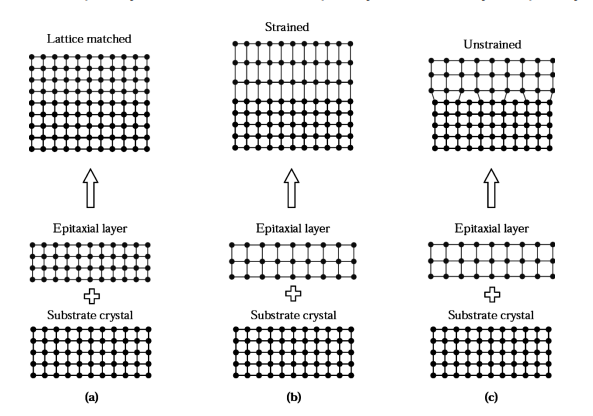 Lattice matched
Strained
Unstrained
Epitaxial layer
Epitaxial layer
Epitaxial layer
Substrate crystal
Substrate crystal
Substrate crystal
(a)
(b)
(c)